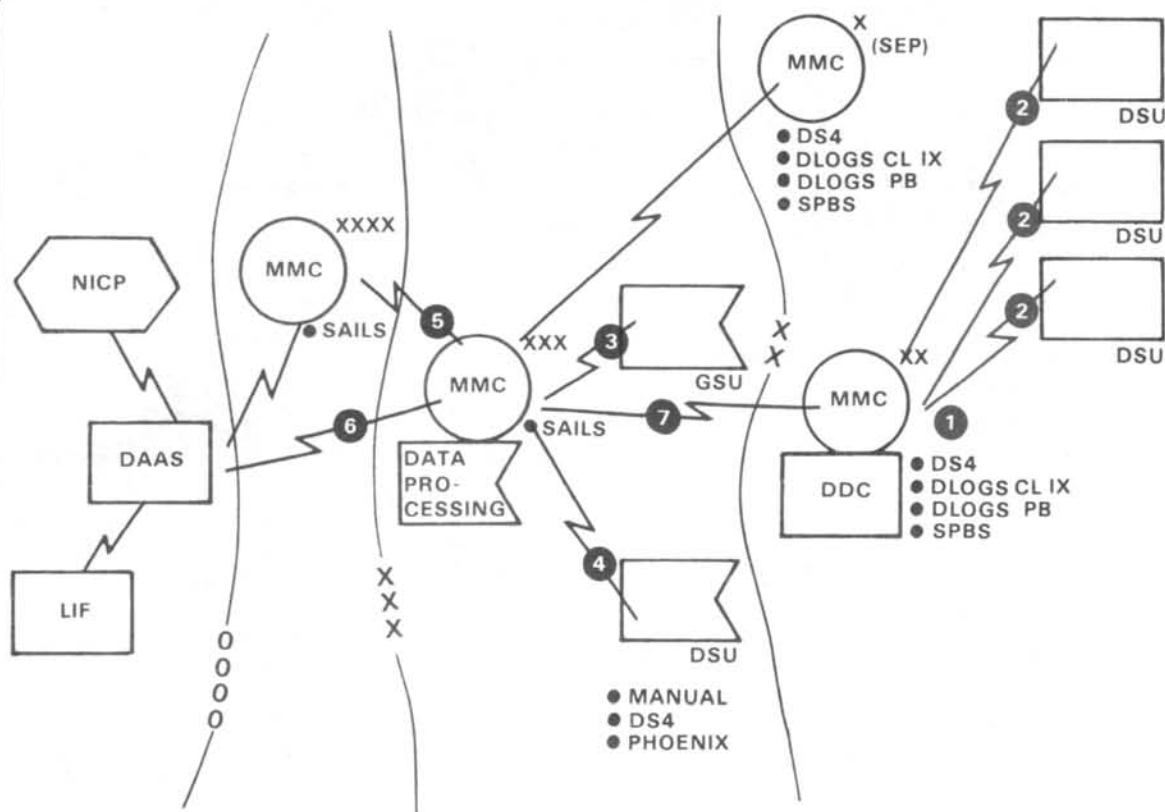 NICP
DAAS
LIF
0
0
0
0
MMC
XXXX
● SAILS
5
6
X
X
X
MMC
XXX
● SAILS
DATA
PRO-
CESSING
3
GSU
7
4
DSU
● MANUAL
● DS4
● PHOENIX
MMC
X
(SEP)
● DS4
● DLOGS CL IX
● DLOGS PB
● SPBS
X
X
MMC
XX
DDC
1
● DS4
● DLOGS CL IX
● DLOGS PB
● SPBS
2
DSU
2
DSU
2
DSU